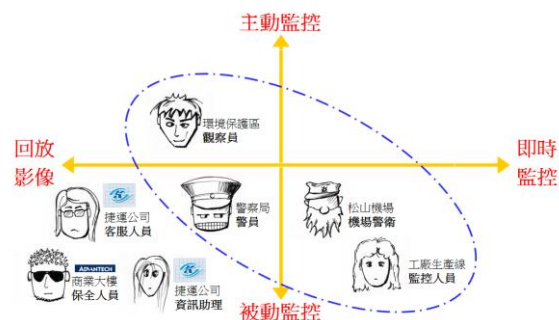 主動監控
環境保護區
觀察員
回放
影像
即時
監控
捷運公司
客服人員
警察局
警員
松山機場
機場警衛
ADVANTECH
商業大樓
保全人員
捷運公司
資訊助理
工廠生產線
監控人員
被動監控